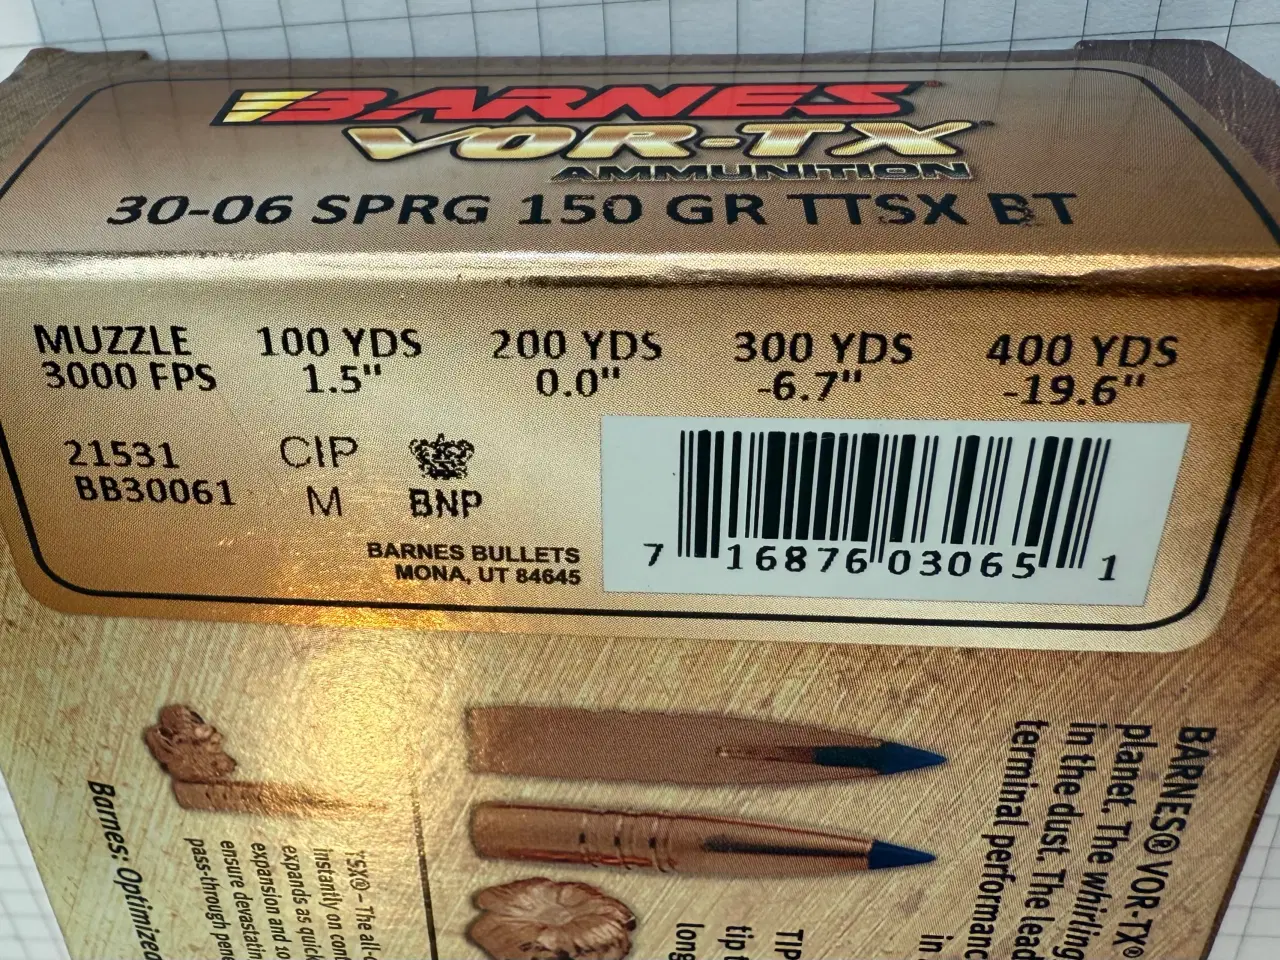 BARNES®
VOR-TX™
AMMUNITION
30-06 SPRG 150 GR TTSX BT
MUZZLE 100 YDS 200 YDS 300 YDS 400 YDS
3000 FPS 1.5" 0.0" -6.7" -19.6"
21531 CIP
BB30061 M BNP
BARNES BULLETS
MONA, UT 84645
7 16876 03065 1
BARNES® VOR-TX®
planet. The whirling
in the dust. The lead
terminal performanc
in
TIP
tip t
long
TSX® – The all-c
instantly on cont
expands as quick
expansion and
ensure devastatin
pass-through pene
Barnes: Optimized